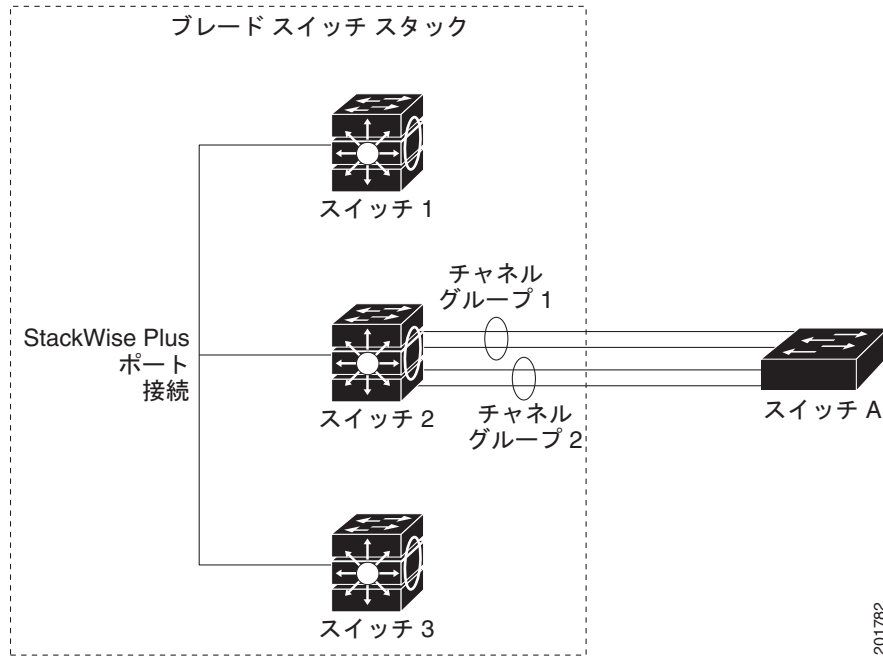 ブレード スイッチ スタック
スイッチ 1
チャネル
グループ 1
StackWise Plus
ポート
接続
スイッチ 2
チャネル
グループ 2
スイッチ A
スイッチ 3
201782